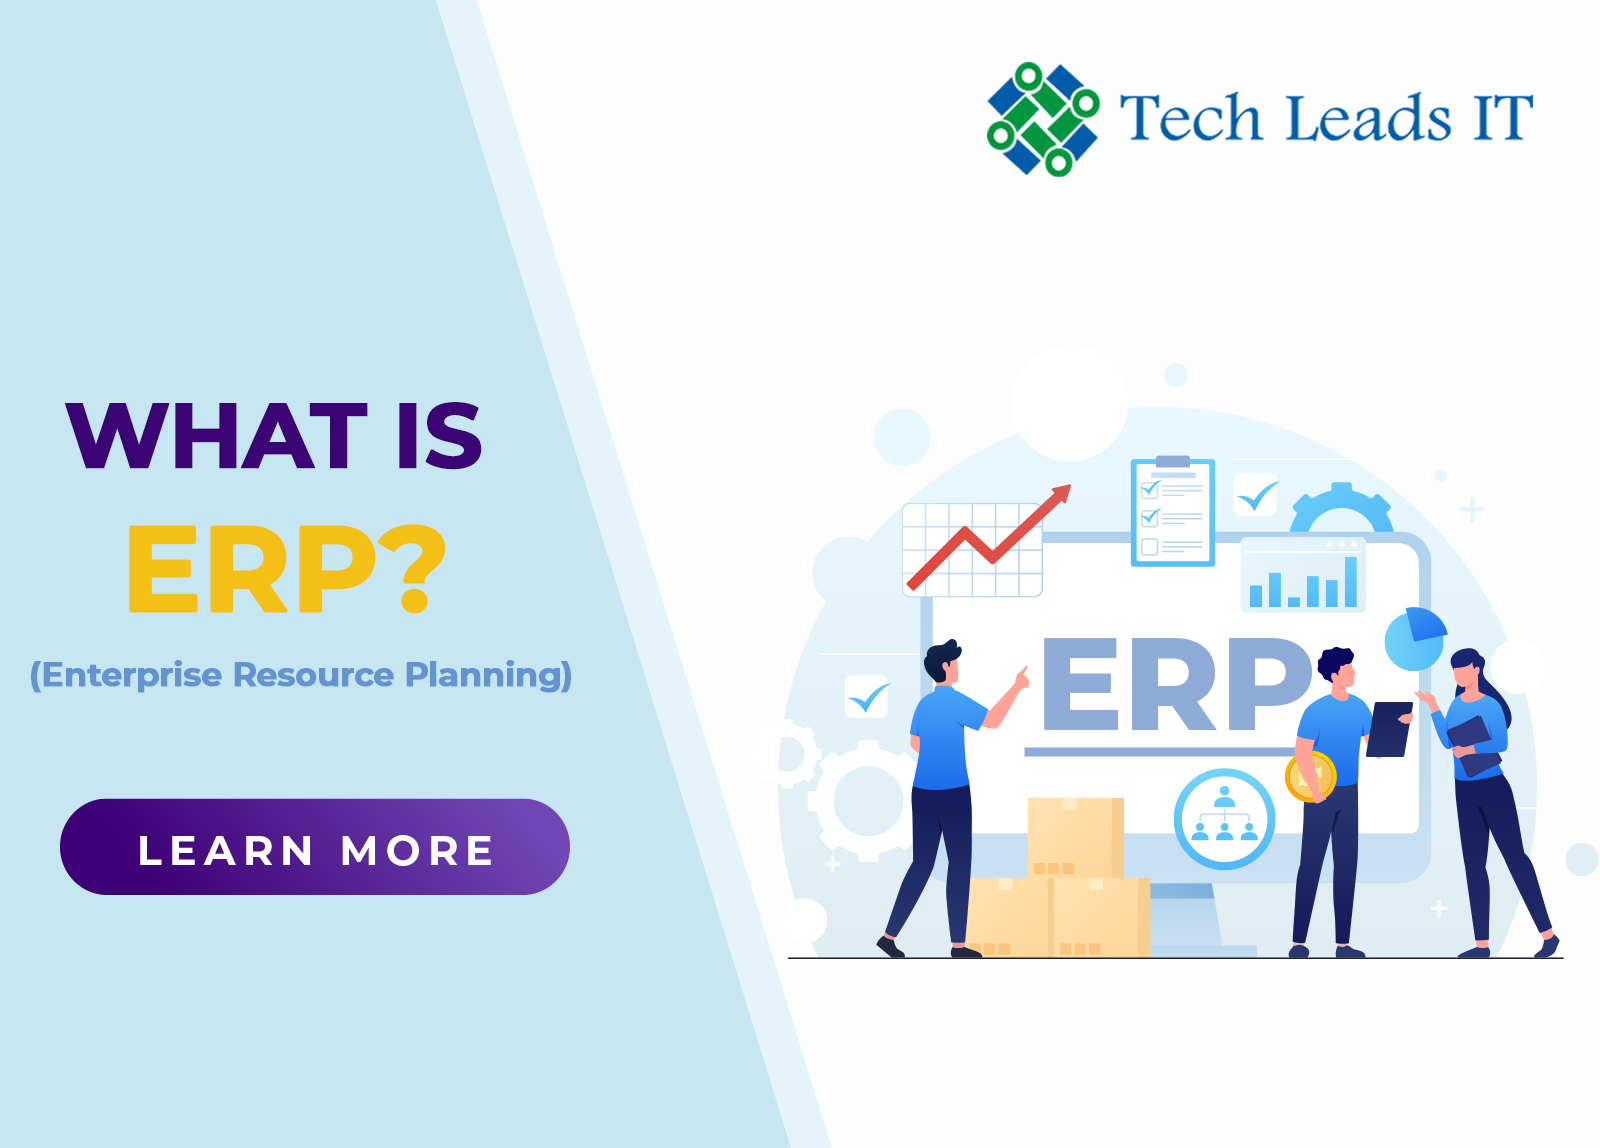 Tech Leads IT
WHAT IS
ERP?
(Enterprise Resource Planning)
LEARN MORE
ERP